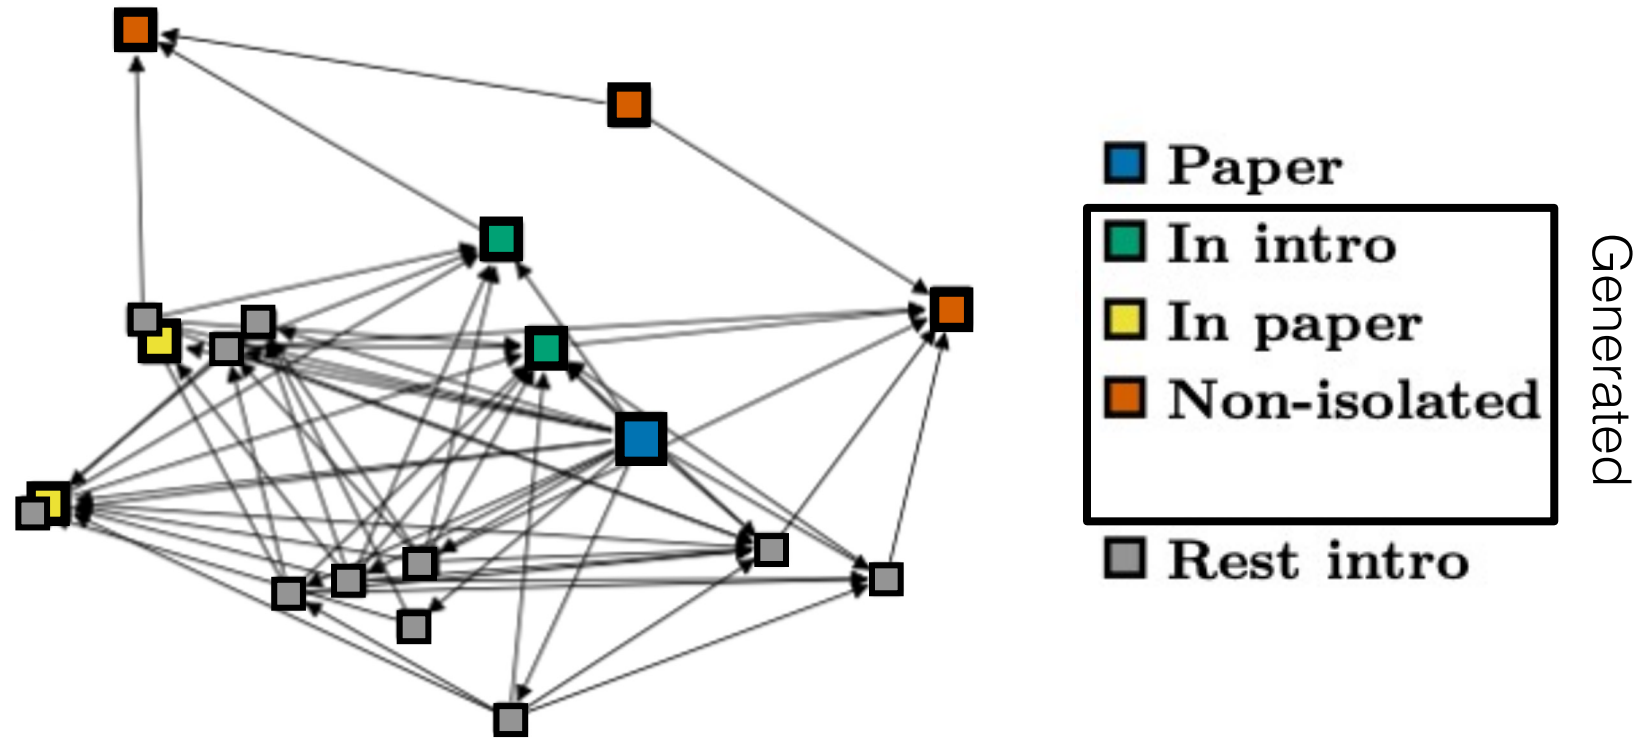 Paper
In intro
In paper
Non-isolated
Rest intro
Generated